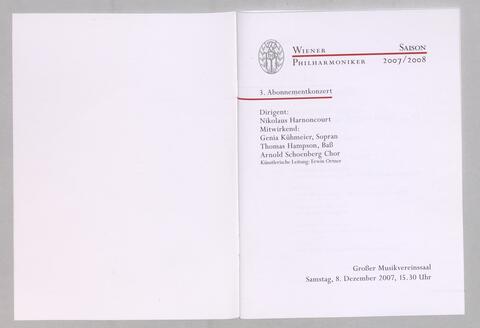 Wiener Saison
Philharmoniker 2007/2008
3. Abonnementkonzert
Dirigent:
Nikolaus Harnoncourt
Mitwirkend:
Genia Kühmeier, Sopran
Thomas Hampson, Baß
Arnold Schoenberg Chor
Künstlerische Leitung: Erwin Ortner
Großer Musikvereinssaal
Samstag, 8. Dezember 2007, 15.30 Uhr